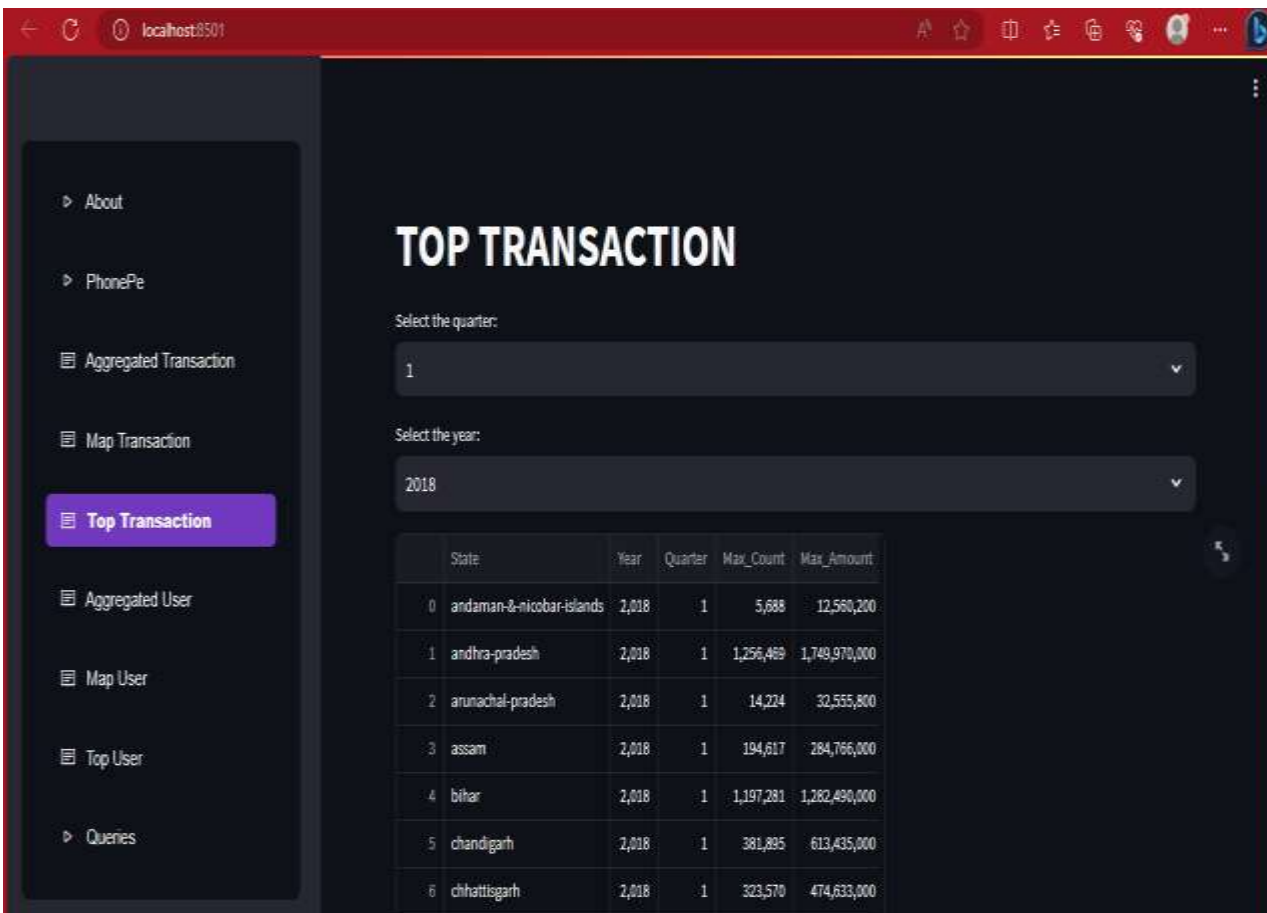 localhost:8501
About
PhonePe
Aggregated Transaction
Map Transaction
Top Transaction
Aggregated User
Map User
Top User
Queries
TOP TRANSACTION
Select the quarter:
1
Select the year:
2018
State Year Quarter Max_Count Max_Amount
0 andaman-&-nicobar-islands 2,018 1 5,688 12,560,200
1 andhra-pradesh 2,018 1 1,256,469 1,749,970,000
2 arunachal-pradesh 2,018 1 14,224 32,555,800
3 assam 2,018 1 194,617 284,766,000
4 bihar 2,018 1 1,197,281 1,282,490,000
5 chandigarh 2,018 1 381,895 613,435,000
6 chhattisgarh 2,018 1 323,570 474,633,000